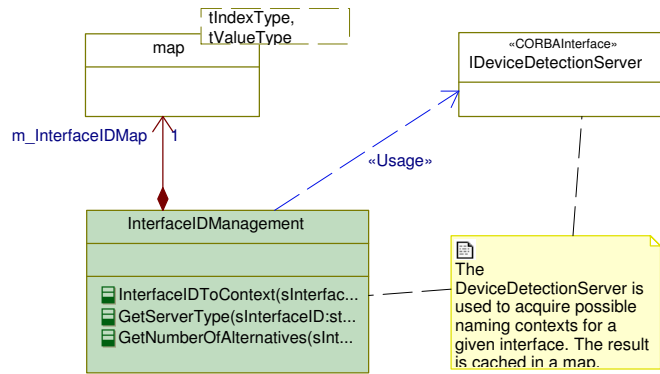 tIndexType,
tValueType
map
«CORBAInterface»
IDeviceDetectionServer
m_InterfaceIDMap
1
«Usage»
InterfaceIDManagement
InterfaceIDToContext(sInterfac...
GetServerType(sInterfaceID:st...
GetNumberOfAlternatives(sInt...
The
DeviceDetectionServer is
used to acquire possible
naming contexts for a
given interface. The result
is cached in a map.